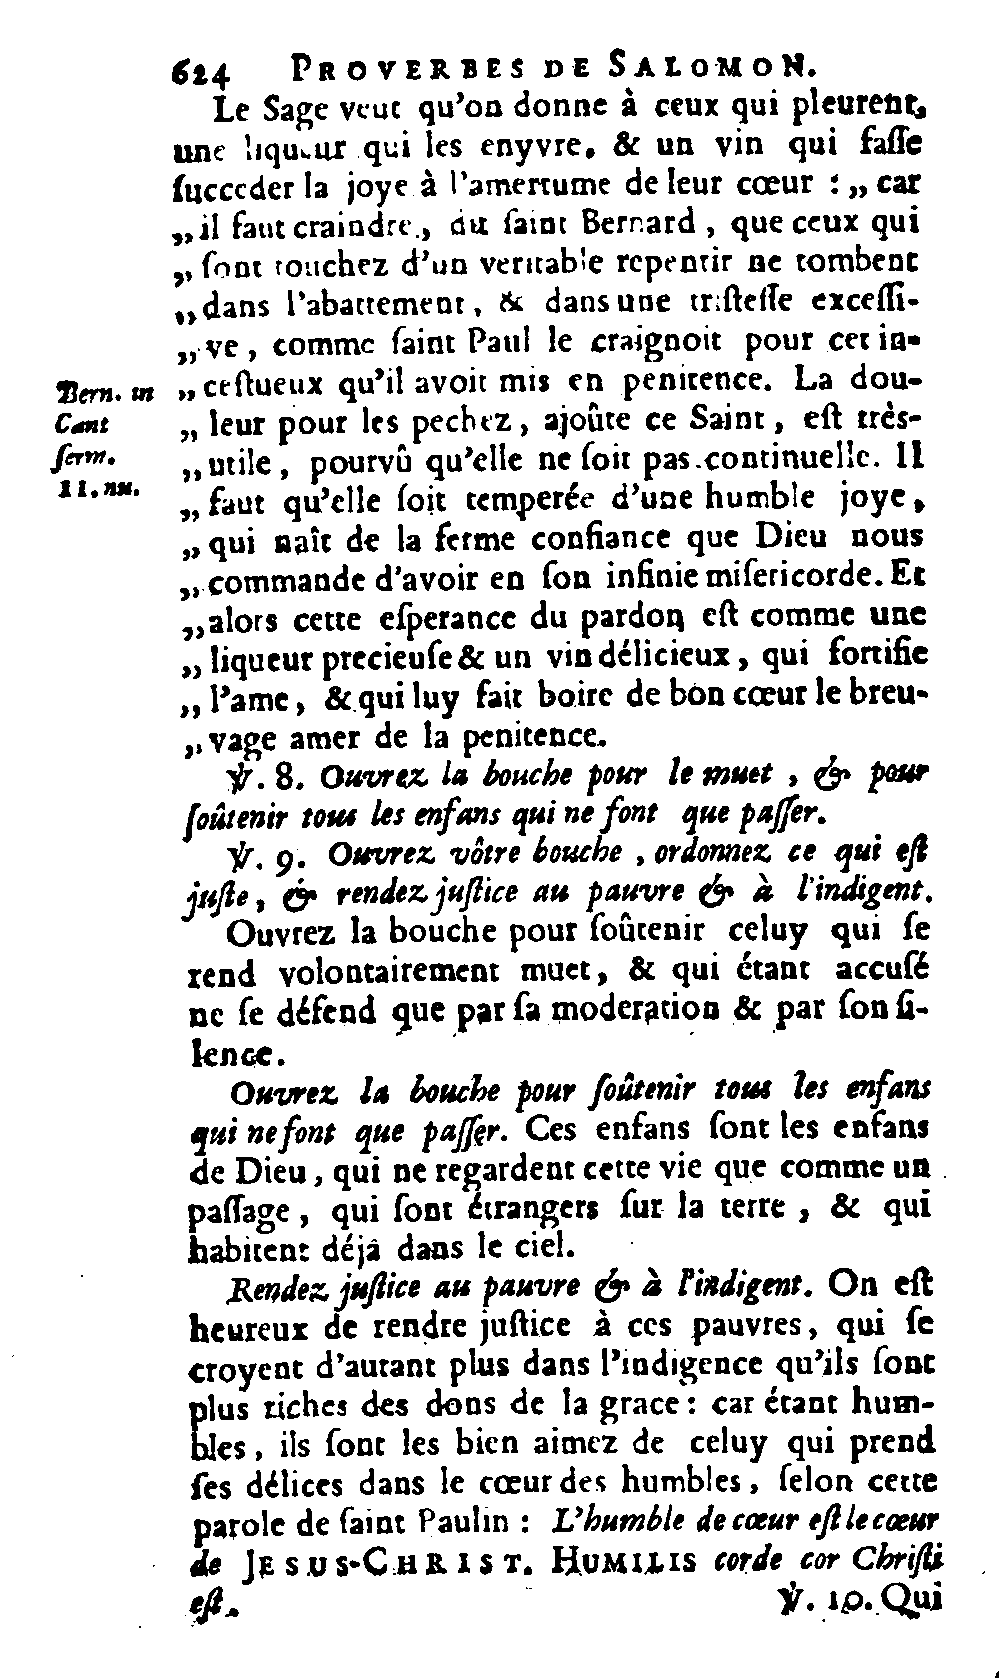 624 PROVERBES DE SALOMON.
Le Sage veut qu'on donne à ceux qui pleurent,
une liqueur qui les enyvre, & un vin qui faſſe
ſucceder la joye à l'amertume de leur cœur : „ car
„ il faut craindre, dit ſaint Bernard, que ceux qui
„ ſont touchez d'un veritable repentir ne tombent
„ dans l'abattement, & dans une triſteſſe exceſſi-
„ ve, comme ſaint Paul le craignoit pour cet in-
„ ceſtueux qu'il avoit mis en penitence. La dou-
„ leur pour les pechez, ajoûte ce Saint, eſt très-
„ utile, pourvû qu'elle ne ſoit pas continuelle. Il
„ faut qu'elle ſoit temperée d'une humble joye,
„ qui naît de la ferme confiance que Dieu nous
„ commande d'avoir en ſon infinie miſericorde. Et
„ alors cette eſperance du pardon eſt comme une
„ liqueur precieuſe & un vin délicieux, qui fortifie
„ l'ame, & qui luy fait boire de bon cœur le breu-
„ vage amer de la penitence.
Bern. in
Cant
ſerm.
11. nu.
℣. 8. Ouvrez la bouche pour le muet, & pour
ſoûtenir tous les enfans qui ne font que paſſer.
℣. 9. Ouvrez vôtre bouche, ordonnez ce qui eſt
juſte, & rendez juſtice au pauvre & à l'indigent.
Ouvrez la bouche pour ſoûtenir celuy qui ſe
rend volontairement muet, & qui étant accuſé
ne ſe défend que par ſa moderation & par ſon ſi-
lence.
Ouvrez la bouche pour ſoûtenir tous les enfans
qui ne font que paſſer. Ces enfans ſont les enfans
de Dieu, qui ne regardent cette vie que comme un
paſſage, qui ſont étrangers ſur la terre, & qui
habitent déjà dans le ciel.
Rendez juſtice au pauvre & à l'indigent. On eſt
heureux de rendre juſtice à ces pauvres, qui ſe
croyent d'autant plus dans l'indigence qu'ils ſont
plus riches des dons de la grace : car étant hum-
bles, ils ſont les bien aimez de celuy qui prend
ſes délices dans le cœur des humbles, ſelon cette
parole de ſaint Paulin : L'humble de cœur eſt le cœur
de JESUS-CHRIST. HUMILIS corde cor Chriſti
eſt.
℣. 10. Qui